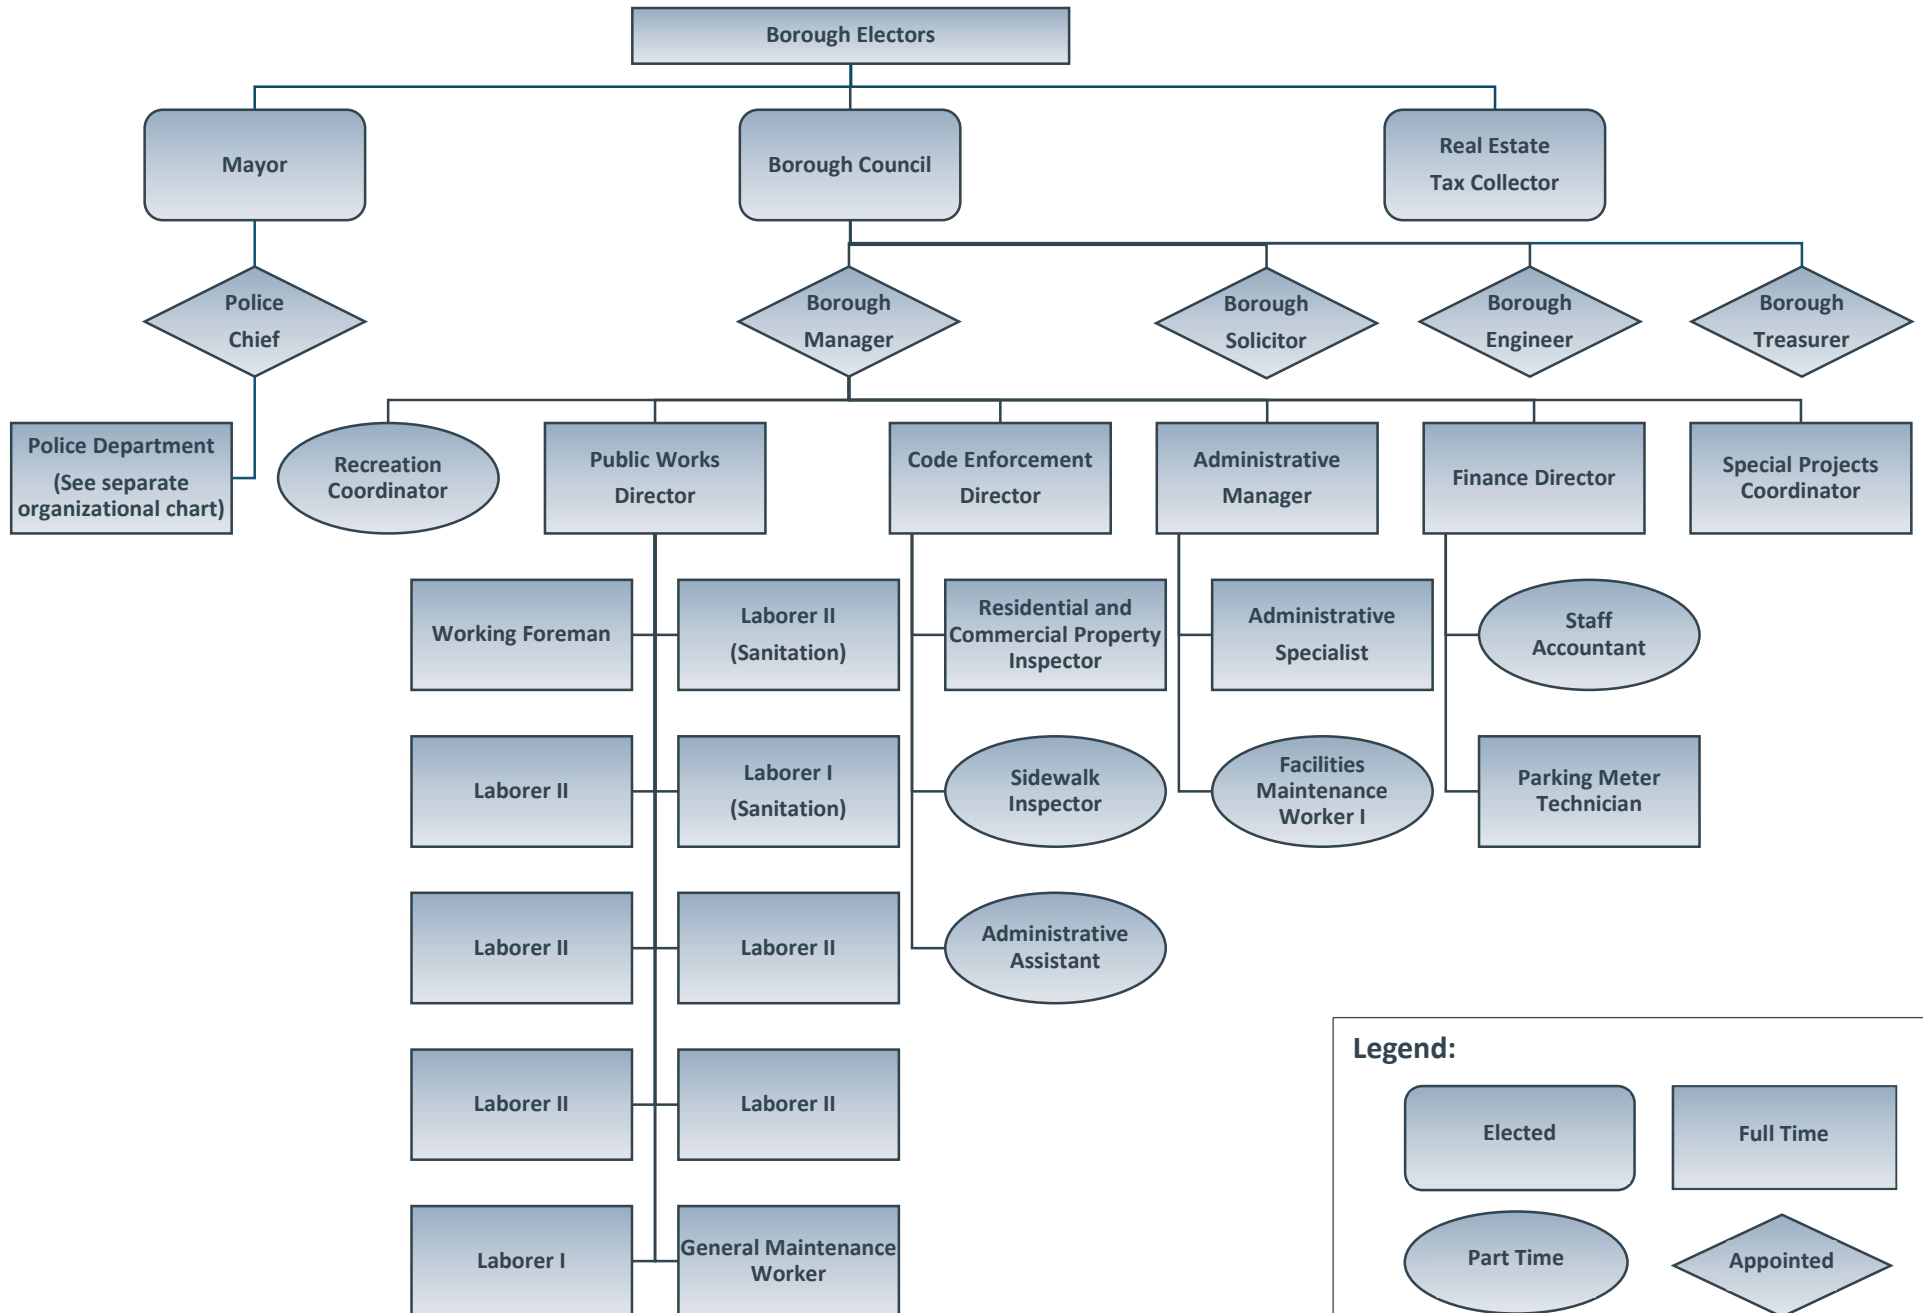 Borough Electors
Mayor
Borough Council
Real Estate
Tax Collector
Police
Chief
Borough
Manager
Borough
Solicitor
Borough
Engineer
Borough
Treasurer
Police Department
(See separate
organizational chart)
Recreation
Coordinator
Public Works
Director
Code Enforcement
Director
Administrative
Manager
Finance Director
Special Projects
Coordinator
Working Foreman
Laborer II
(Sanitation)
Residential and
Commercial Property
Inspector
Administrative
Specialist
Staff
Accountant
Laborer II
Laborer I
(Sanitation)
Sidewalk
Inspector
Facilities
Maintenance
Worker I
Parking Meter
Technician
Laborer II
Laborer II
Administrative
Assistant
Laborer II
Laborer II
Laborer I
General Maintenance
Worker
Legend:
Elected
Full Time
Part Time
Appointed